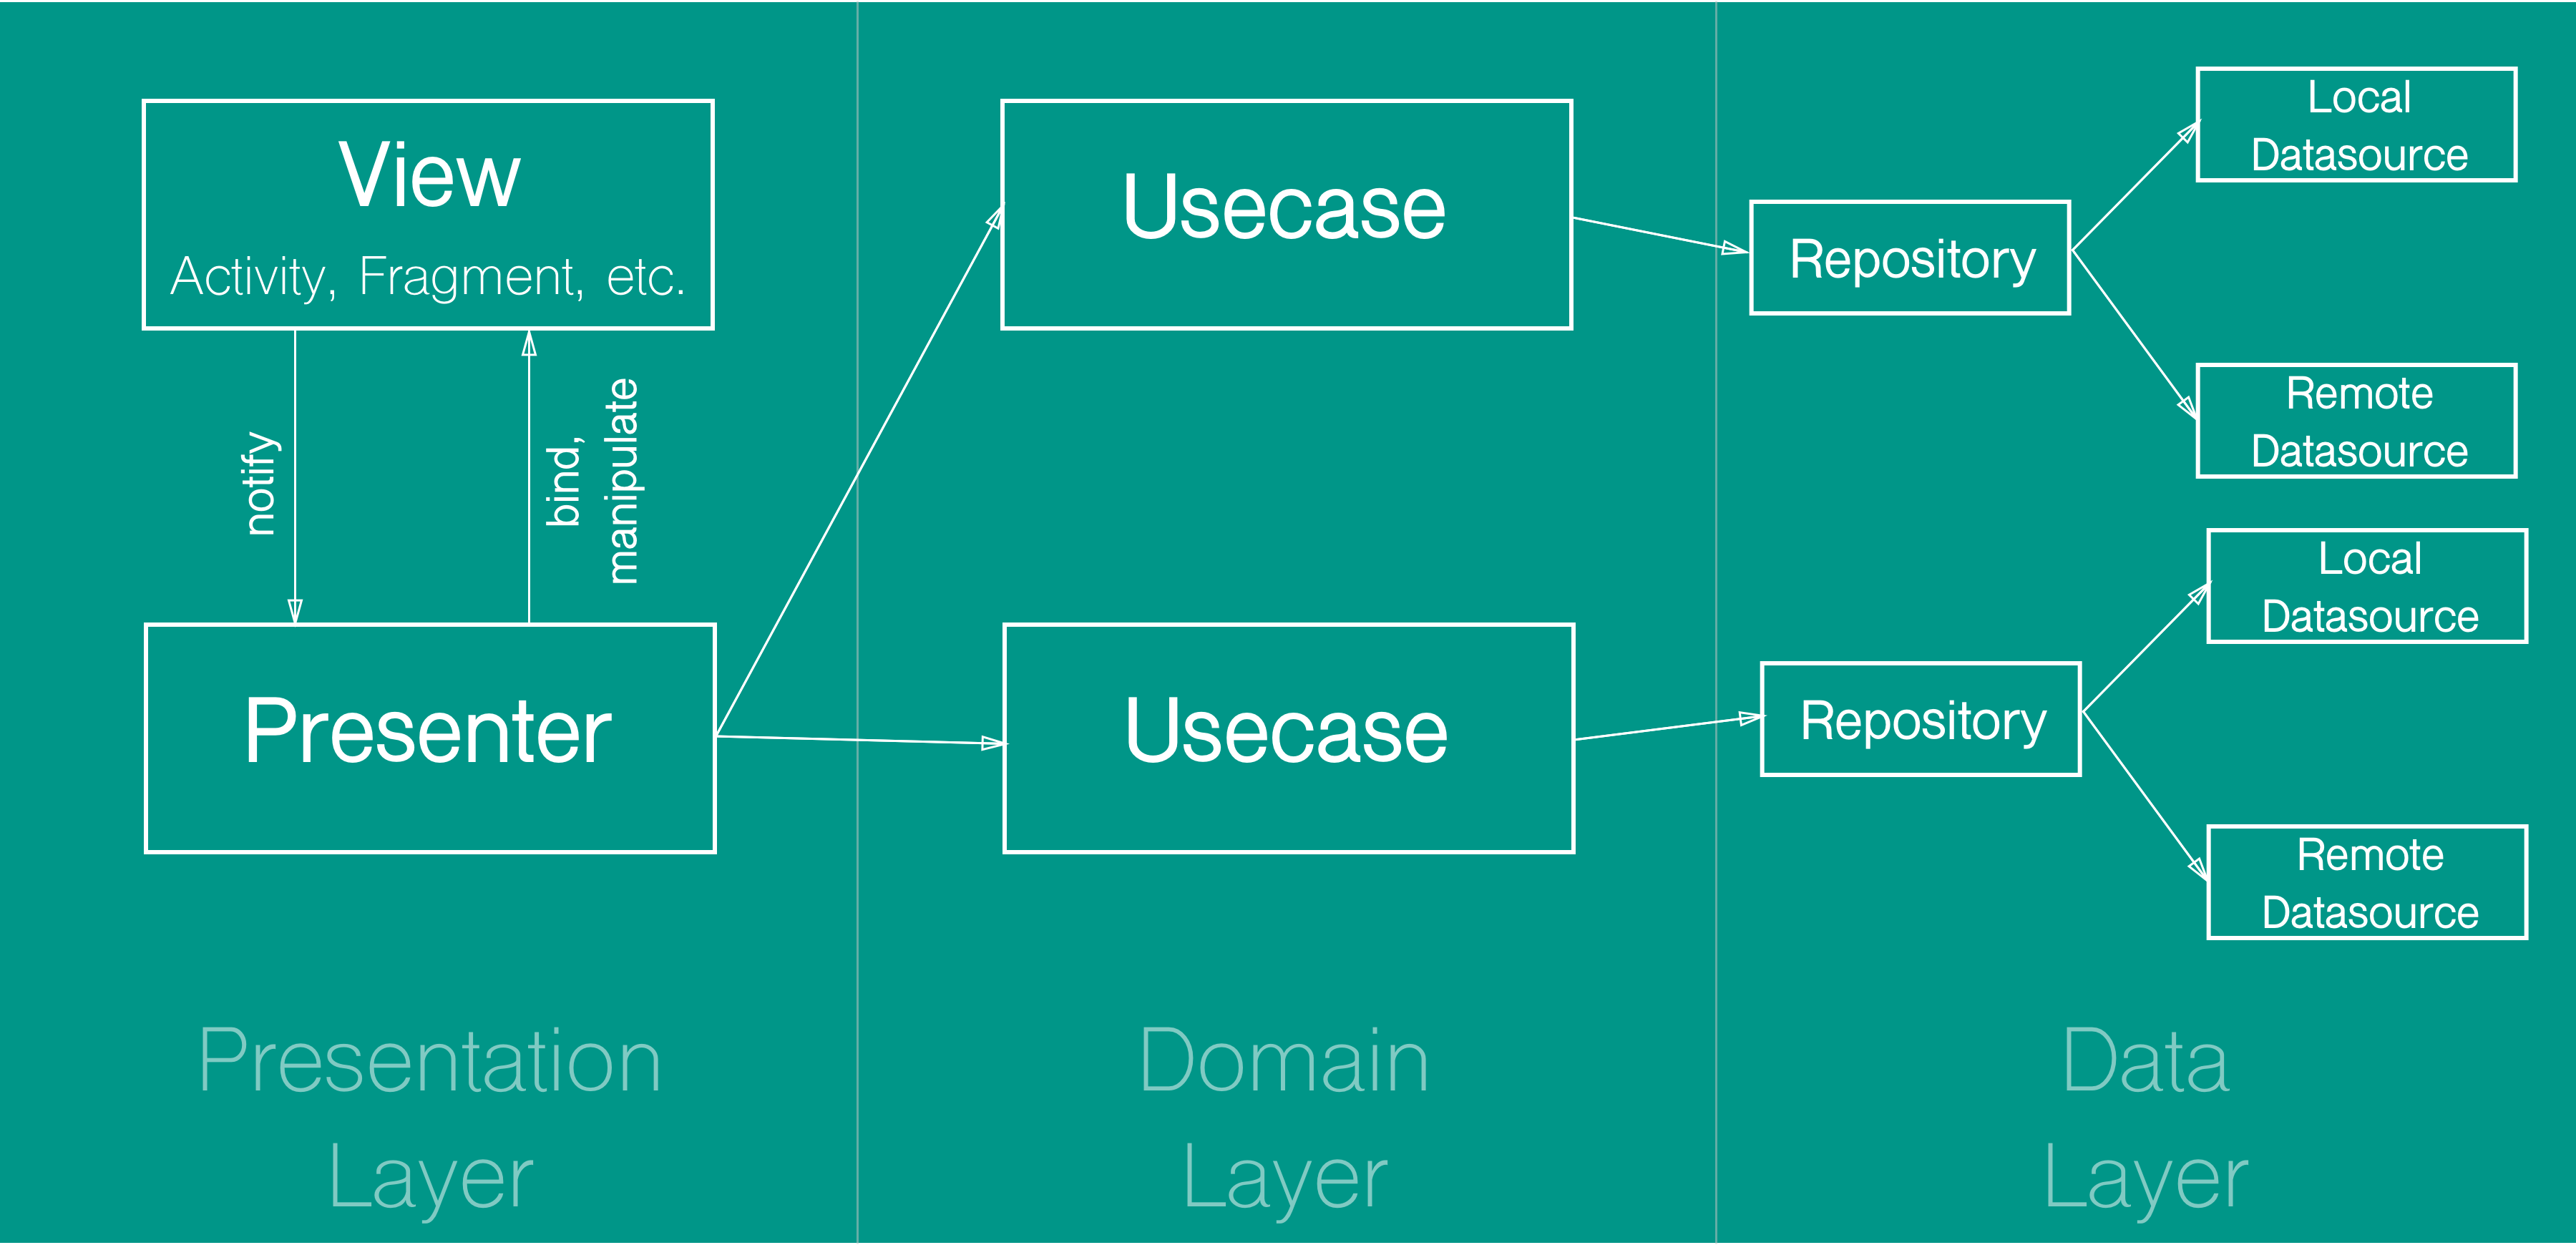 View
Activity, Fragment, etc.
notify
bind,
manipulate
Presenter
Presentation
Layer
Usecase
Usecase
Domain
Layer
Repository
Local
Datasource
Remote
Datasource
Repository
Local
Datasource
Remote
Datasource
Data
Layer